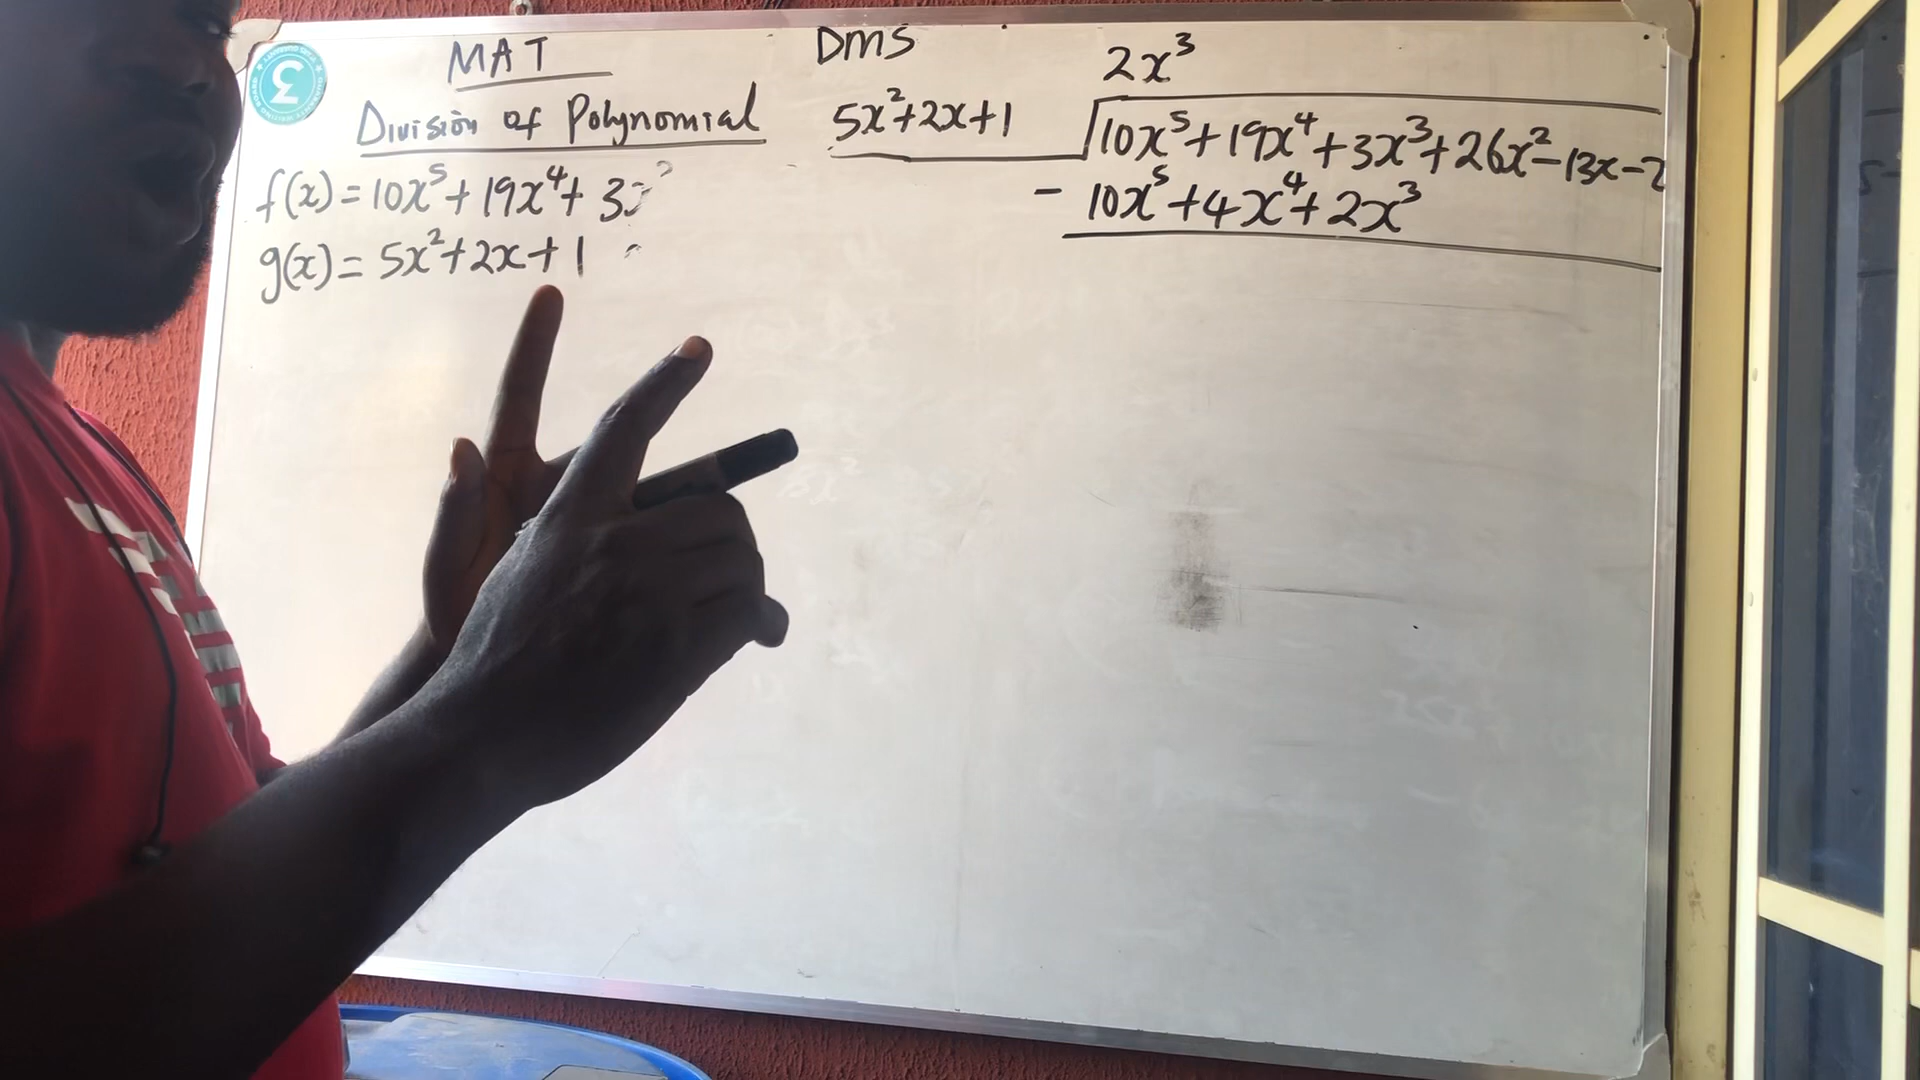 MAT
Division of Polynomial
f(x) = 10x⁵ + 19x⁴ + 3
g(x) = 5x² + 2x + 1
DMS
2x³
5x² + 2x + 1 10x⁵ + 19x⁴ + 3x³ + 26x² - 13x - 2
- 10x⁵ + 4x⁴ + 2x³